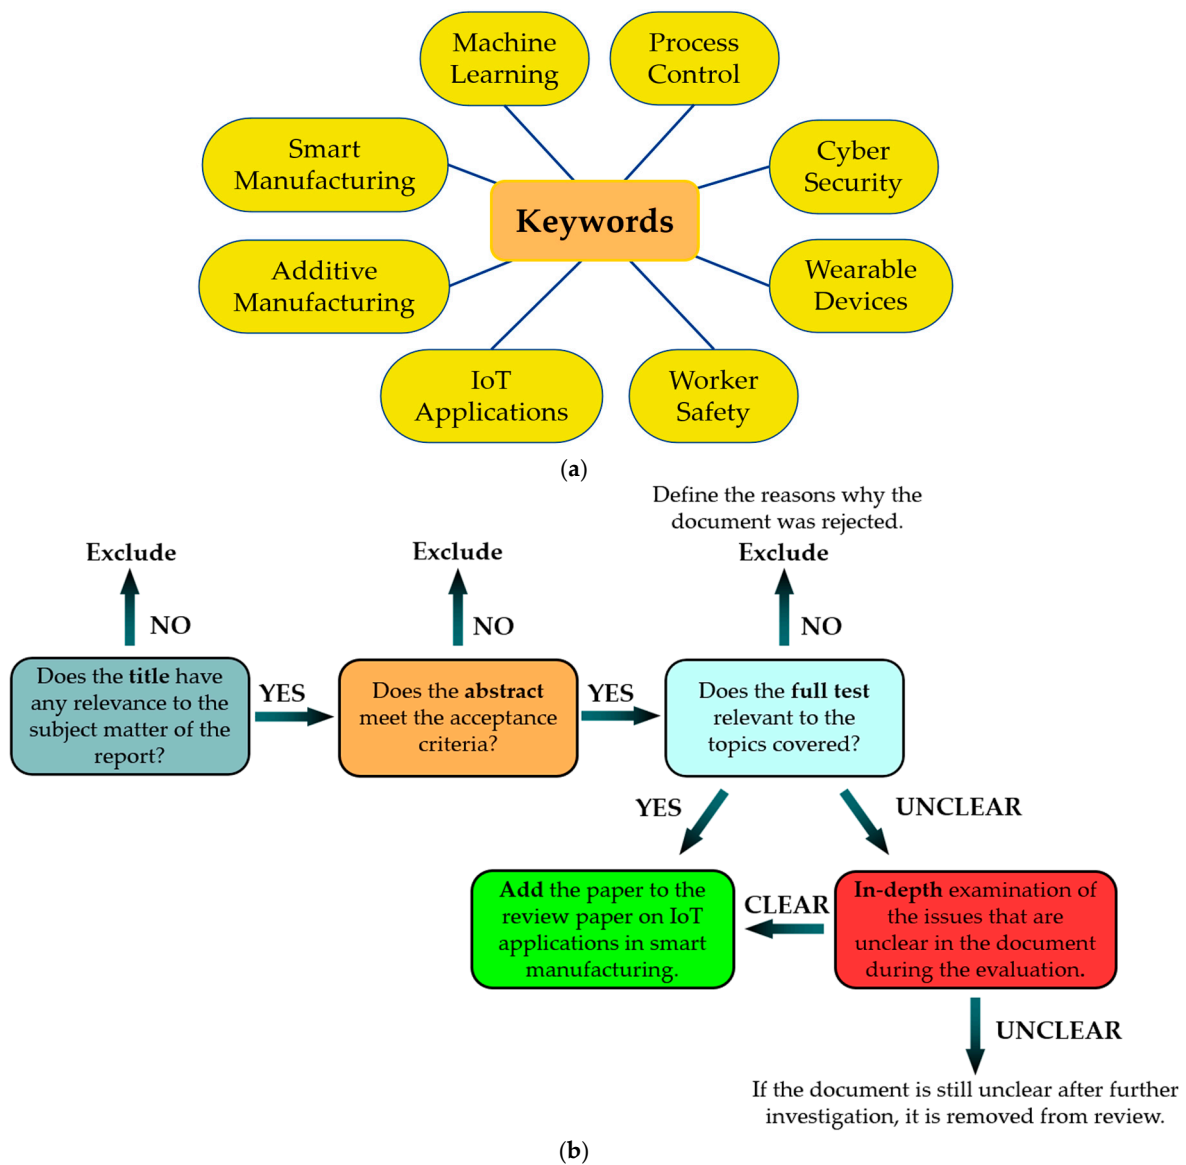 Machine
Learning
Process
Control
Smart
Manufacturing
Cyber
Security
Keywords
Additive
Manufacturing
Wearable
Devices
IoT
Applications
Worker
Safety
(a)
Define the reasons why the
document was rejected.
Exclude
Exclude
Exclude
NO
NO
NO
Does the title have
any relevance to the
subject matter of the
report?
YES
Does the abstract
meet the acceptance
criteria?
YES
Does the full test
relevant to the
topics covered?
YES
UNCLEAR
Add the paper to the
review paper on IoT
applications in smart
manufacturing.
CLEAR
In-depth examination of
the issues that are
unclear in the document
during the evaluation.
UNCLEAR
If the document is still unclear after further
investigation, it is removed from review.
(b)